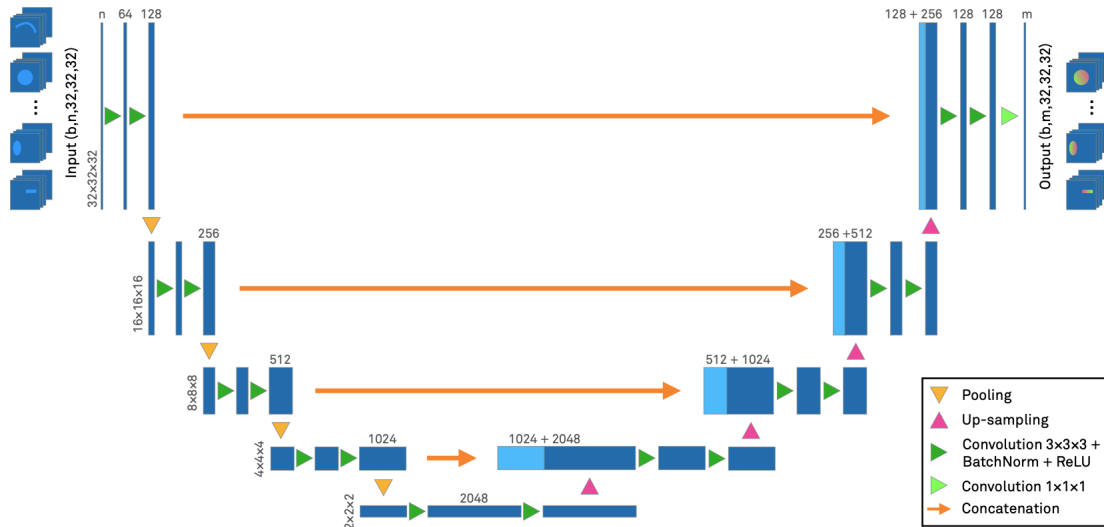 n
64
128
128 + 256
128
128
m
Input (b,n,32,32,32)
32×32×32
Output (b,m,32,32,32)
256
256 +512
16×16×16
512
512 + 1024
8×8×8
1024
1024 + 2048
4×4×4
2048
2×2×2
Pooling
Up-sampling
Convolution 3×3×3 +
BatchNorm + ReLU
Convolution 1×1×1
Concatenation